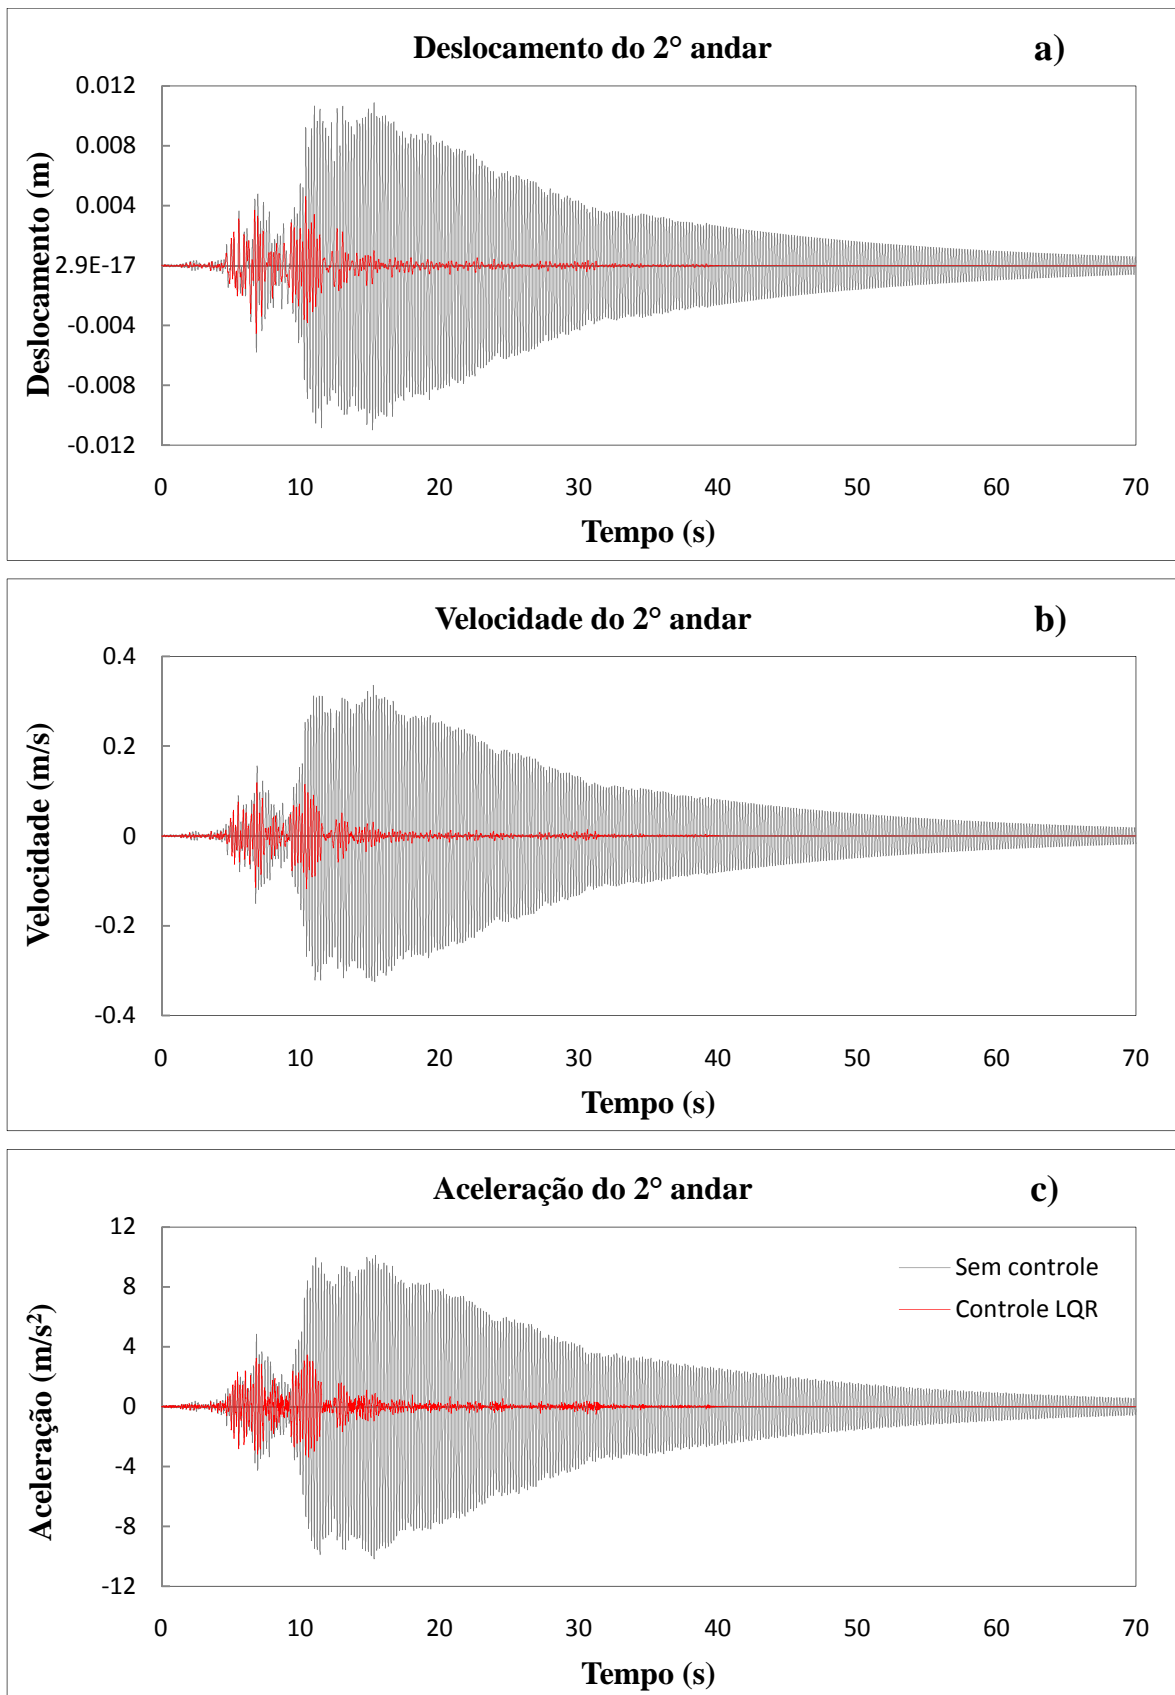 Deslocamento do 2° andar
a)
0.012
0.008
0.004
2.9E-17
-0.004
-0.008
-0.012
Deslocamento (m)
0 10 20 30 40 50 60 70
Tempo (s)
Velocidade do 2° andar
b)
0.4
0.2
0
-0.2
-0.4
Velocidade (m/s)
0 10 20 30 40 50 60 70
Tempo (s)
Aceleração do 2° andar
c)
12
8
4
0
-4
-8
-12
Aceleração (m/s²)
Sem controle
Controle LQR
0 10 20 30 40 50 60 70
Tempo (s)